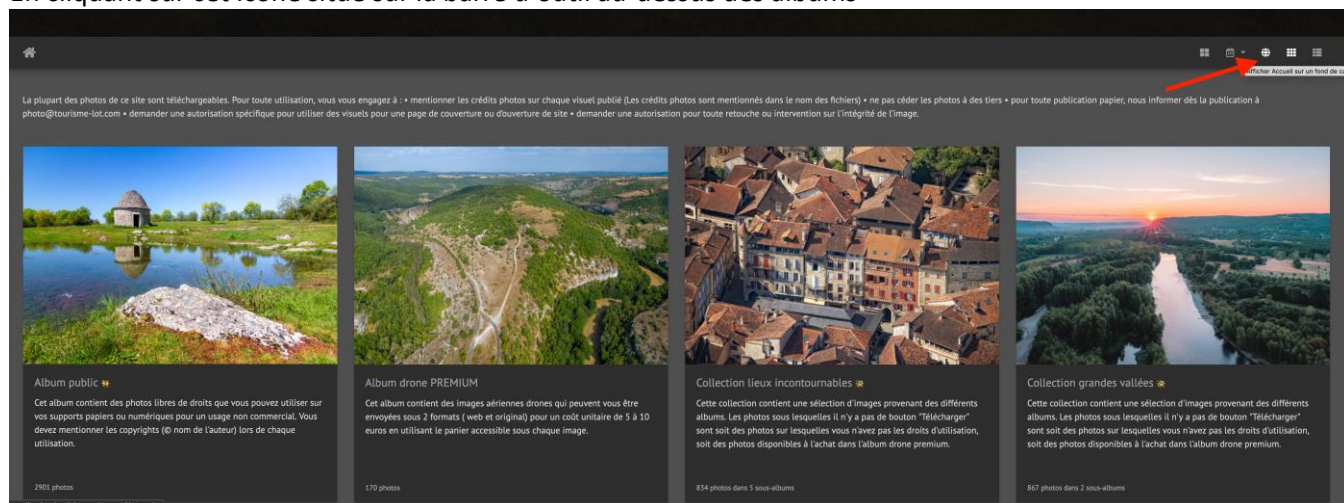 En cliquant sur cet icône situé sur la barre d'outil au-dessus des albums
Afficher Accueil sur un fond de
La plupart des photos de ce site sont téléchargeables. Pour toute utilisation, vous vous engagez à : • mentionner les crédits photos sur chaque visuel publié (Les crédits photos sont mentionnés dans le nom des fichiers) • ne pas céder les photos à des tiers • pour toute publication papier, nous informer dès la publication à
photo@tourisme-lot.com • demander une autorisation spécifique pour utiliser des visuels pour une page de couverture ou d'ouverture de site • demander une autorisation pour toute retouche ou intervention sur l'intégrité de l'image.
Album public
Cet album contient des photos libres de droits que vous pouvez utiliser sur
vos supports papiers ou numériques pour un usage non commercial. Vous
devez mentionner les copyrights (© nom de l'auteur) lors de chaque
utilisation.
2901 photos
Album drone PREMIUM
Cet album contient des images aériennes drones qui peuvent vous être
envoyées sous 2 formats ( web et original) pour un coût unitaire de 5 à 10
euros en utilisant le panier accessible sous chaque image.
170 photos
Collection lieux incontournables
Cette collection contient une sélection d'images provenant des différents
albums. Les photos sous lesquelles il n'y a pas de bouton "Télécharger"
sont soit des photos sur lesquelles vous n'avez pas les droits d'utilisation,
soit des photos disponibles à l'achat dans l'album drone premium.
834 photos dans 5 sous-albums
Collection grandes vallées
Cette collection contient une sélection d'images provenant des différents
albums. Les photos sous lesquelles il n'y a pas de bouton "Télécharger"
sont soit des photos sur lesquelles vous n'avez pas les droits d'utilisation,
soit des photos disponibles à l'achat dans l'album drone premium.
867 photos dans 2 sous-albums